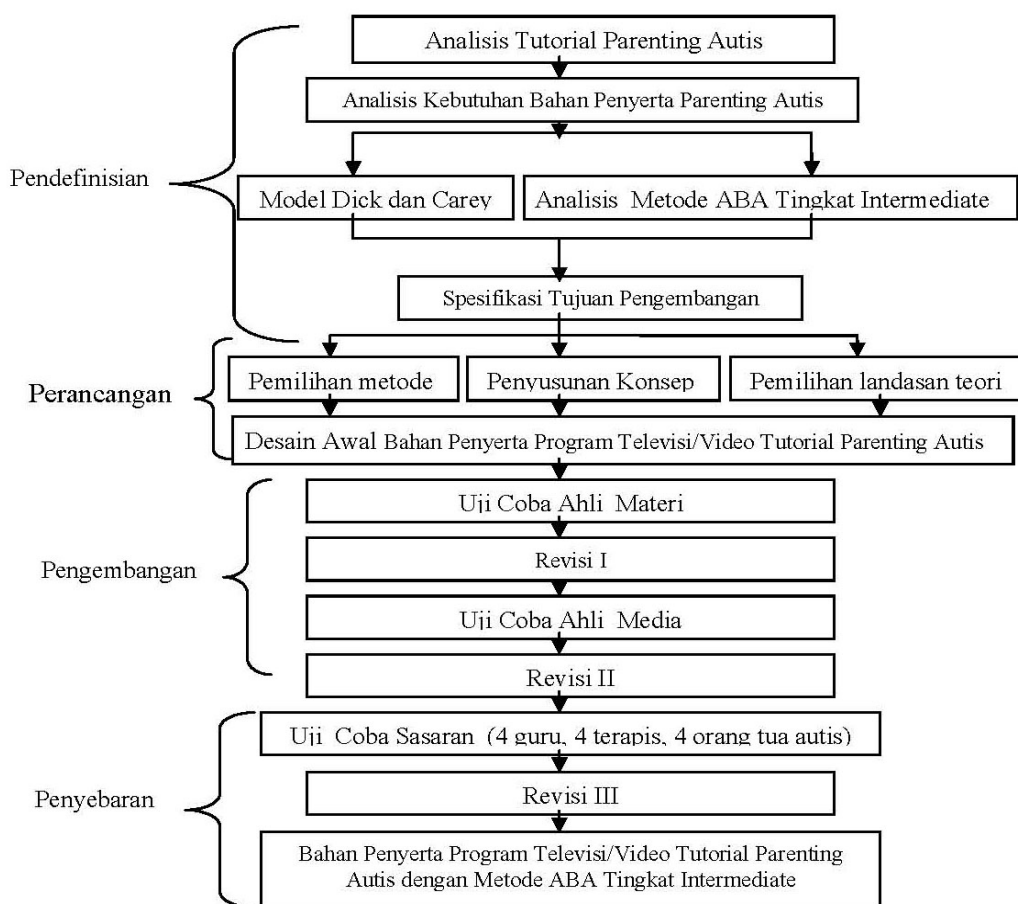 Analisis Tutorial Parenting Autis
Analisis Kebutuhan Bahan Penyerta Parenting Autis
Pendefinisian
Model Dick dan Carey
Analisis Metode ABA Tingkat Intermediate
Spesifikasi Tujuan Pengembangan
Perancangan
Pemilihan metode
Penyusunan Konsep
Pemilihan landasan teori
Desain Awal Bahan Penyerta Program Televisi/Video Tutorial Parenting Autis
Uji Coba Ahli Materi
Pengembangan
Revisi I
Uji Coba Ahli Media
Revisi II
Uji Coba Sasaran (4 guru, 4 terapis, 4 orang tua autis)
Penyebaran
Revisi III
Bahan Penyerta Program Televisi/Video Tutorial Parenting
Autis dengan Metode ABA Tingkat Intermediate